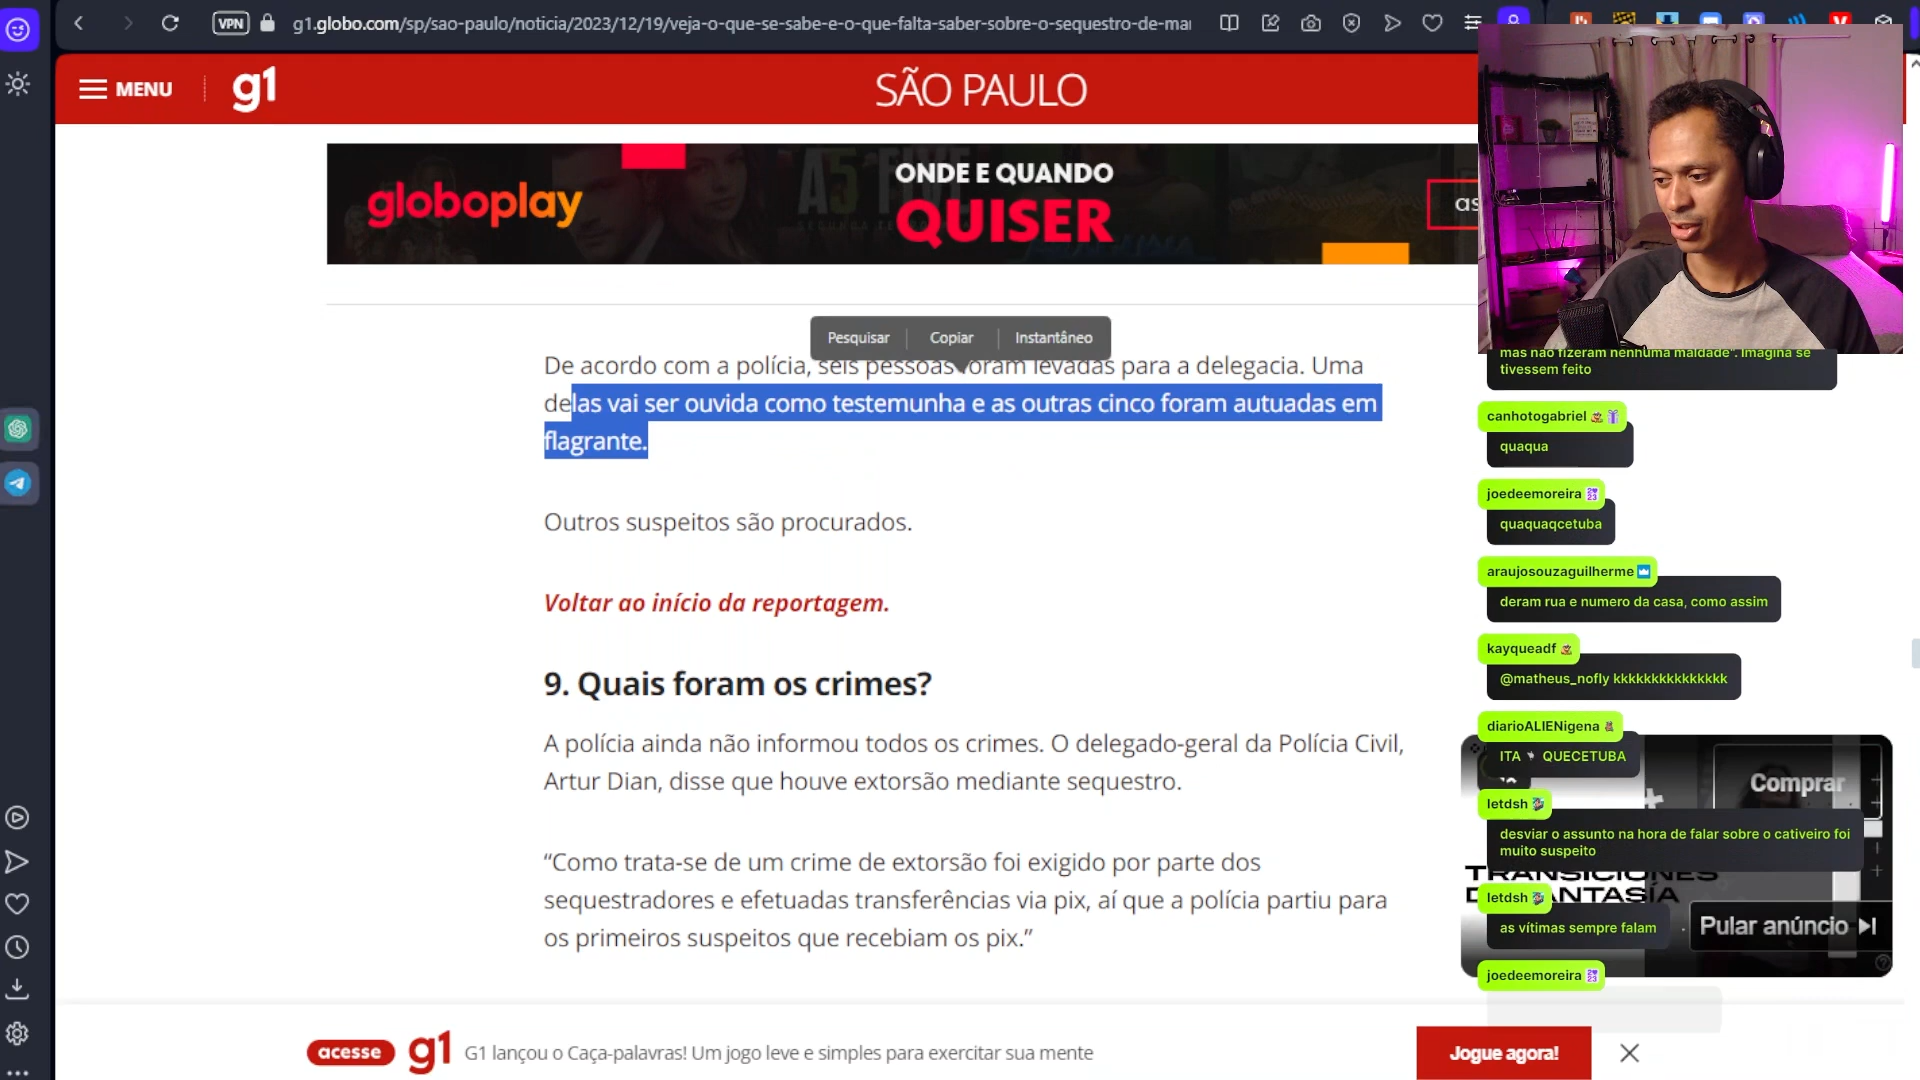 VPN
g1.globo.com/sp/sao-paulo/noticia/2023/12/19/veja-o-que-se-sabe-e-o-que-falta-saber-sobre-o-sequestro-de-mar
MENU
g1
SÃO PAULO
globoplay
ONDE E QUANDO
QUISER
as
Pesquisar
Copiar
Instantâneo
De acordo com a polícia, seis pessoas foram levadas para a delegacia. Uma
delas vai ser ouvida como testemunha e as outras cinco foram autuadas em
flagrante.
Outros suspeitos são procurados.
Voltar ao início da reportagem.
9. Quais foram os crimes?
A polícia ainda não informou todos os crimes. O delegado-geral da Polícia Civil,
Artur Dian, disse que houve extorsão mediante sequestro.
“Como trata-se de um crime de extorsão foi exigido por parte dos
sequestradores e efetuadas transferências via pix, aí que a polícia partiu para
os primeiros suspeitos que recebiam os pix.”
acesse
g1
G1 lançou o Caça-palavras! Um jogo leve e simples para exercitar sua mente
Jogue agora!
mas não fizeram nenhuma maldade". Imagina se
tivessem feito
canhotogabriel
quaqua
joedeemoreira
quaquaqcetuba
araujosouzaguilherme
deram rua e numero da casa, como assim
kayqueadf
@matheus_nofly kkkkkkkkkkkkkkk
diarioALIENigena
ITA QUECETUBA
Comprar
letdsh
desviar o assunto na hora de falar sobre o cativeiro foi
muito suspeito
TRANSICIONES
letdsh
as vítimas sempre falam
Pular anúncio
joedeemoreira